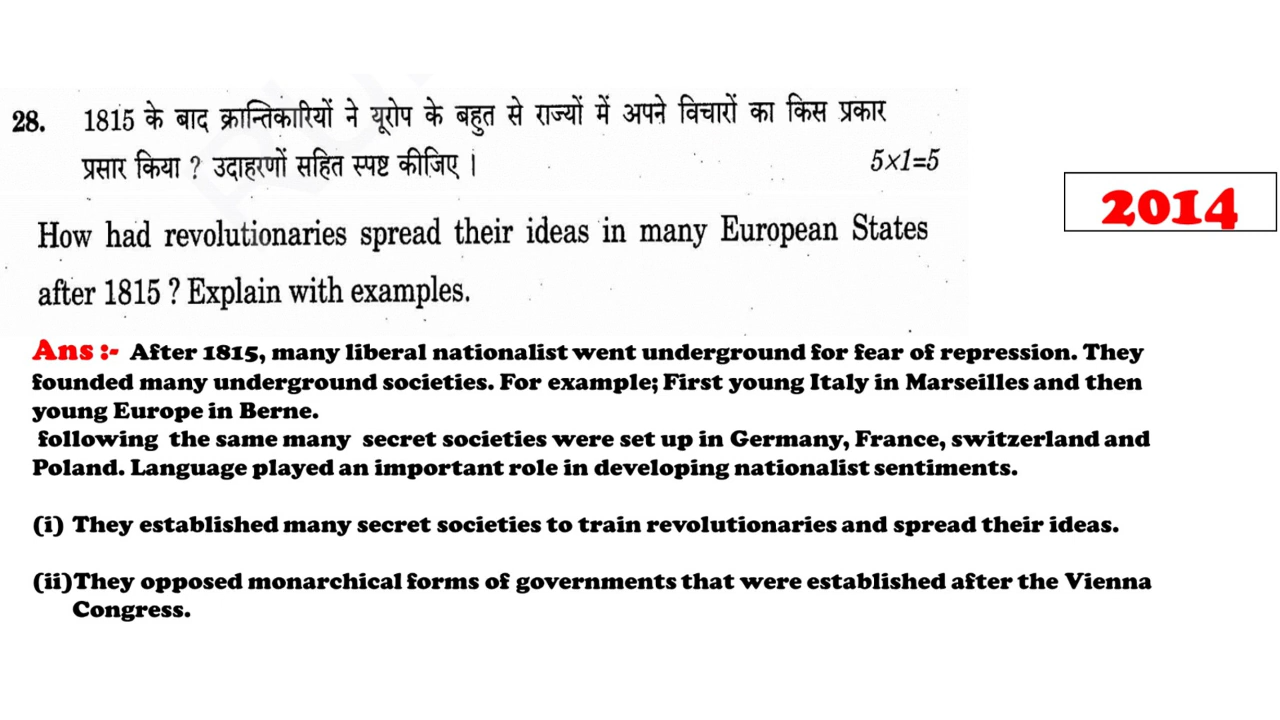 28. 1815 के बाद क्रान्तिकारियों ने यूरोप के बहुत से राज्यों में अपने विचारों का किस प्रकार
प्रसार किया ? उदाहरणों सहित स्पष्ट कीजिए । 5×1=5
2014
How had revolutionaries spread their ideas in many European States
after 1815 ? Explain with examples.
Ans :- After 1815, many liberal nationalist went underground for fear of repression. They
founded many underground societies. For example; First young Italy in Marseilles and then
young Europe in Berne.
following the same many secret societies were set up in Germany, France, switzerland and
Poland. Language played an important role in developing nationalist sentiments.
(i) They established many secret societies to train revolutionaries and spread their ideas.
(ii)They opposed monarchical forms of governments that were established after the Vienna
Congress.